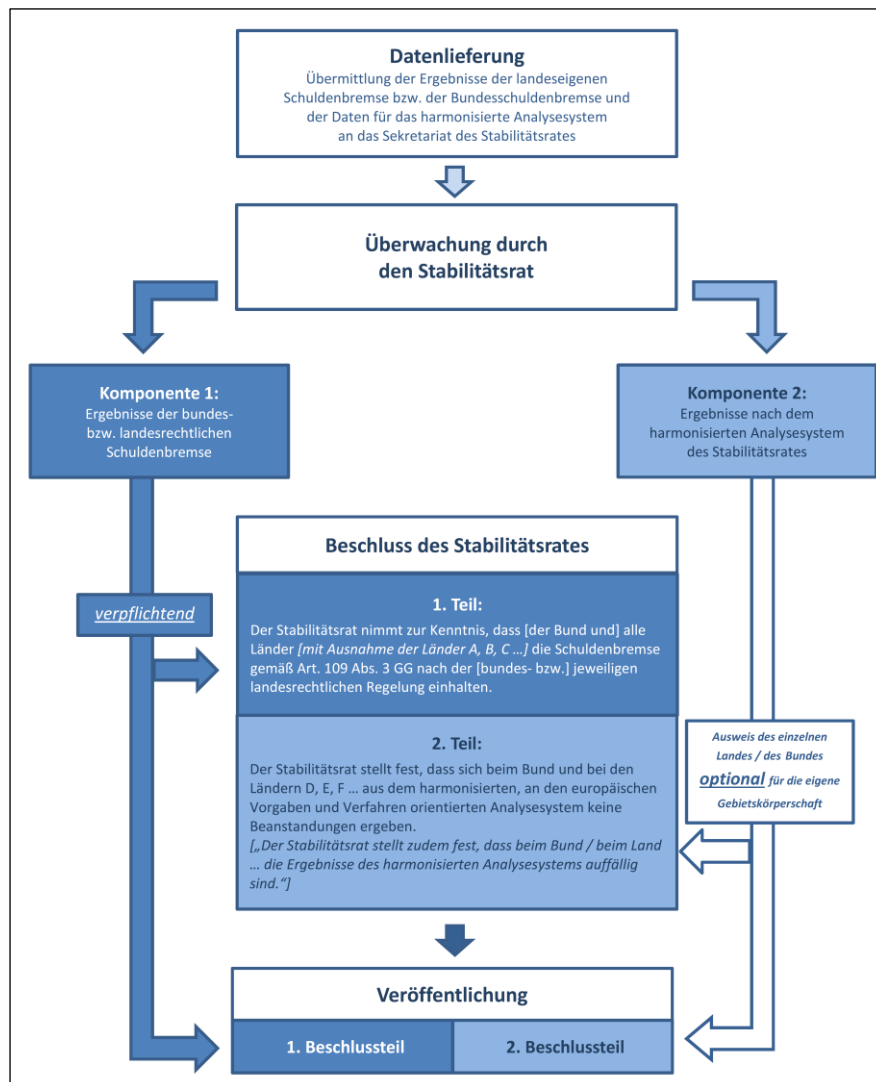 Datenlieferung
Übermittlung der Ergebnisse der landeseigenen
Schuldenbremse bzw. der Bundesschuldenbremse und
der Daten für das harmonisierte Analysesystem
an das Sekretariat des Stabilitätsrates
Überwachung durch
den Stabilitätsrat
Komponente 1:
Ergebnisse der bundes-
bzw. landesrechtlichen
Schuldenbremse
Komponente 2:
Ergebnisse nach dem
harmonisierten Analysesystem
des Stabilitätsrates
Beschluss des Stabilitätsrates
verpflichtend
1. Teil:
Der Stabilitätsrat nimmt zur Kenntnis, dass [der Bund und] alle
Länder [mit Ausnahme der Länder A, B, C ...] die Schuldenbremse
gemäß Art. 109 Abs. 3 GG nach der [bundes- bzw.] jeweiligen
landesrechtlichen Regelung einhalten.
2. Teil:
Der Stabilitätsrat stellt fest, dass sich beim Bund und bei den
Ländern D, E, F ... aus dem harmonisierten, an den europäischen
Vorgaben und Verfahren orientierten Analysesystem keine
Beanstandungen ergeben.
[„Der Stabilitätsrat stellt zudem fest, dass beim Bund / beim Land
... die Ergebnisse des harmonisierten Analysesystems auffällig
sind.“]
Ausweis des einzelnen
Landes / des Bundes
optional für die eigene
Gebietskörperschaft
Veröffentlichung
1. Beschlussteil
2. Beschlussteil